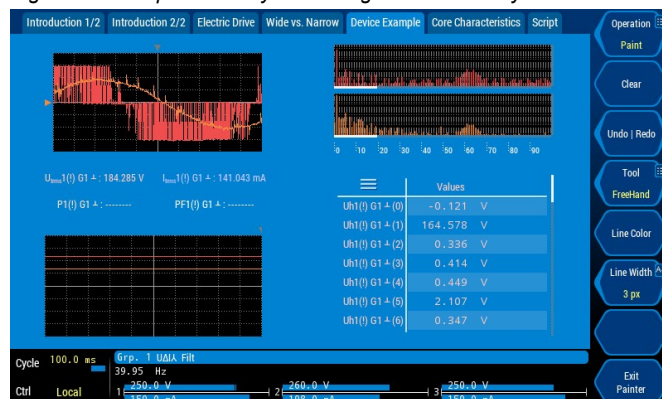 Introduction 1/2 Introduction 2/2 Electric Drive Wide vs. Narrow Device Example Core Characteristics Script
Operation
Paint
Clear
Undo | Redo
Tool
FreeHand
Line Color
Line Width
3 px
Exit
Painter
0 10 20 30 40 50 60 70 80 90
Utrms1(!) G1 ⊥: 184.285 V Itrms1(!) G1 ⊥: 141.043 mA
P1(!) G1 ⊥: -------- PF1(!) G1 ⊥: --------
Values
Uh1(!) G1 ⊥ (0) -0.121 V
Uh1(!) G1 ⊥ (1) 164.578 V
Uh1(!) G1 ⊥ (2) 0.336 V
Uh1(!) G1 ⊥ (3) 0.414 V
Uh1(!) G1 ⊥ (4) 0.449 V
Uh1(!) G1 ⊥ (5) 2.107 V
Uh1(!) G1 ⊥ (6) 0.347 V
Cycle 100.0 ms Grp. 1 UΔI⅄ Filt
39.95 Hz
Ctrl Local 1 250.0 V 2 260.0 V 3 250.0 V